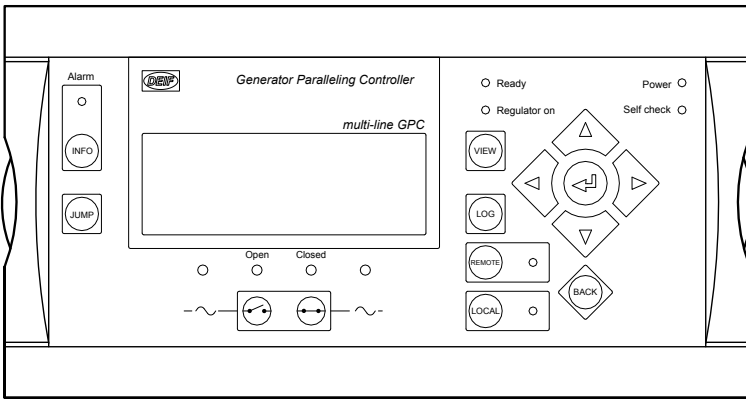 Alarm
INFO
JUMP
DEIF
Generator Paralleling Controller
multi-line GPC
Open
Closed
Ready
Regulator on
Power
Self check
VIEW
LOG
REMOTE
LOCAL
BACK